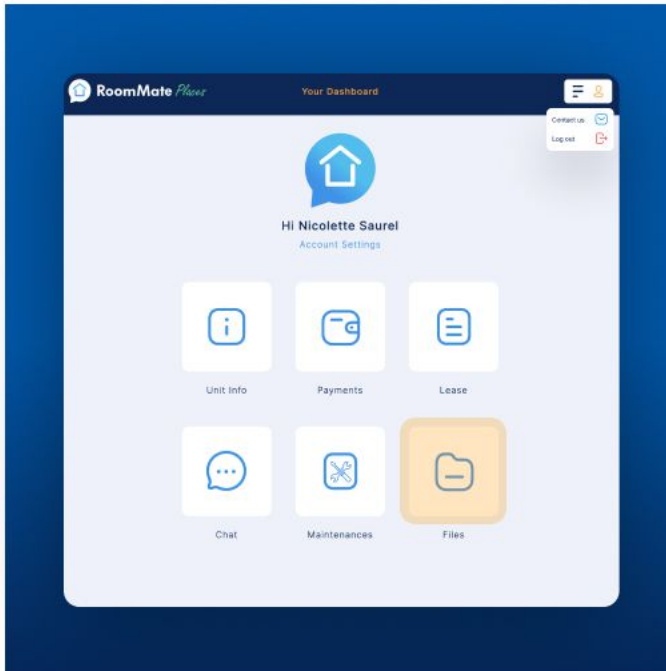 RoomMate Places
Your Dashboard
Contact us
Log out
Hi Nicolette Saurel
Account Settings
Unit Info
Payments
Lease
Chat
Maintenances
Files